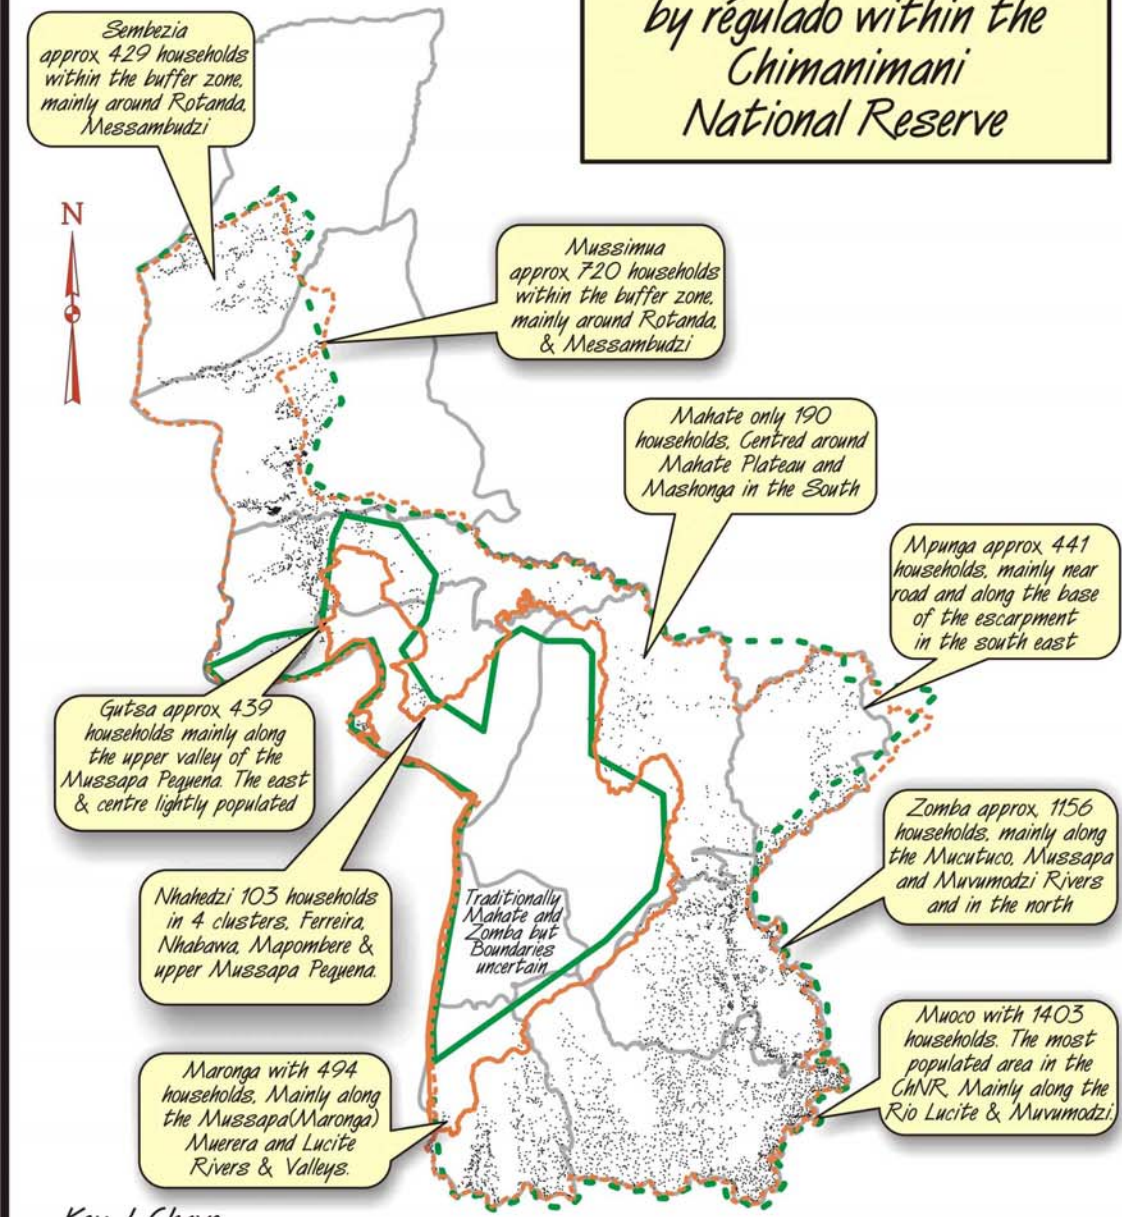 by régulado within the
Chimanimani
National Reserve
Sembezia
approx 429 households
within the buffer zone,
mainly around Rotanda,
Messambudzi
N
Mussimua
approx 720 households
within the buffer zone,
mainly around Rotanda,
& Messambudzi
Mahate only 190
households, Centred around
Mahate Plateau and
Mashonga in the South
Mpunga approx 441
households, mainly near
road and along the base
of the escarpment
in the south east
Gutsa approx 439
households mainly along
the upper valley of the
Mussapa Pequena. The east
& centre lightly populated
Zomba approx, 1156
households, mainly along
the Mucutuco, Mussapa
and Muvumodzi Rivers
and in the north
Nhahedzi 103 households
in 4 clusters, Ferreira,
Nhabawa, Mapombere &
upper Mussapa Pequena.
Traditionally
Mahate and
Zomba but
Boundaries
uncertain
Muoco with 1403
households. The most
populated area in the
ChNR. Mainly along the
Rio Lucite & Muvumodzi.
Maronga with 494
households, Mainly along
the Mussapa(Maronga)
Muerera and Lucite
Rivers & Valleys.